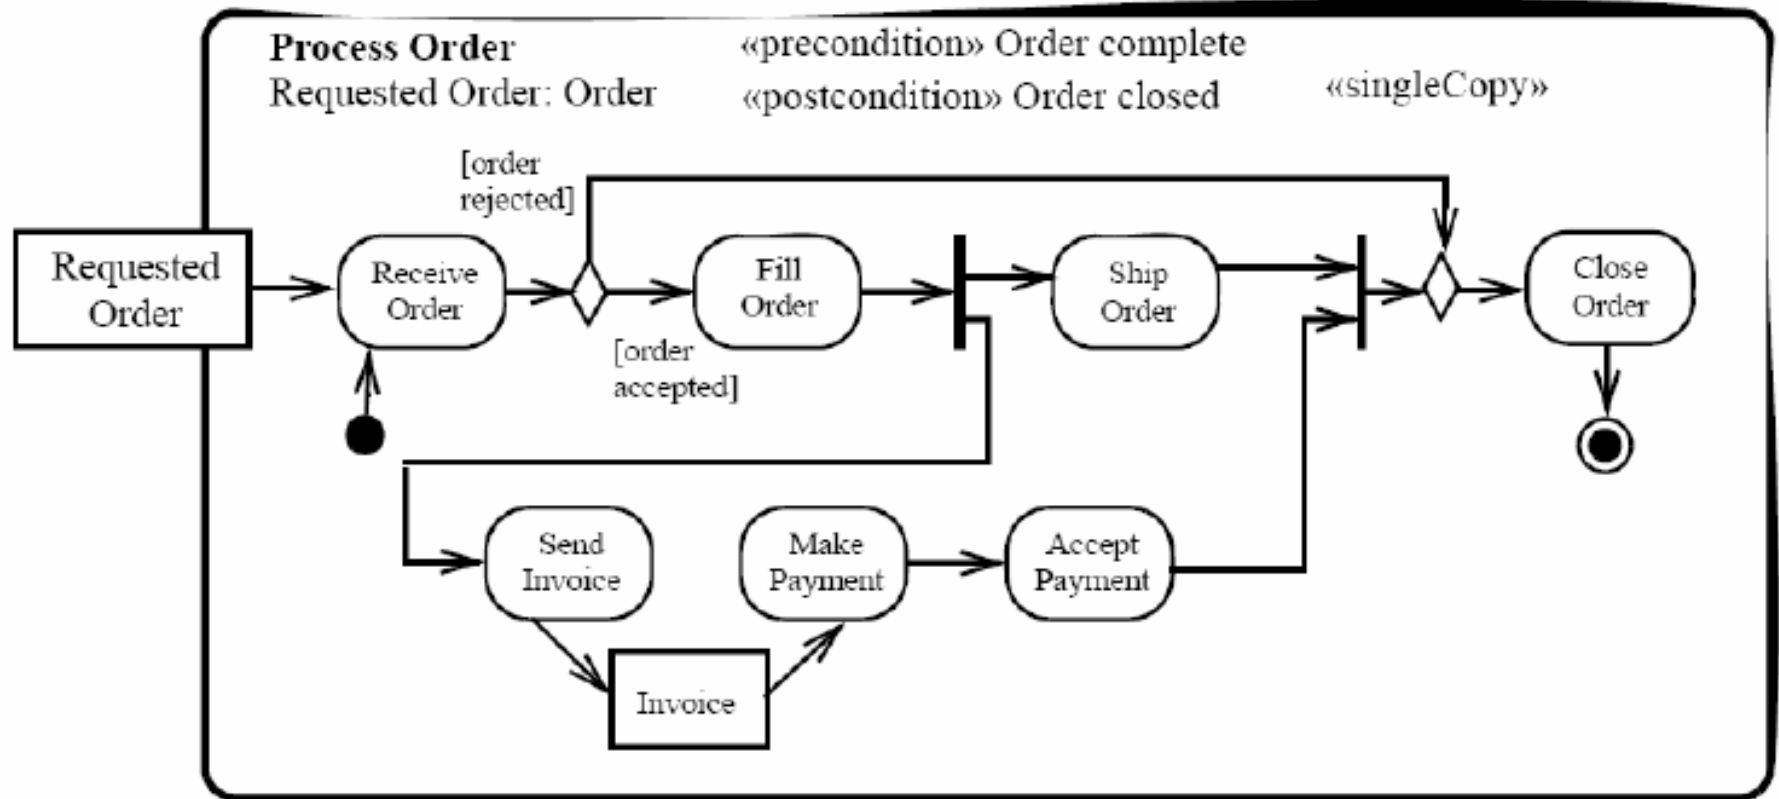 Process Order
Requested Order: Order
«precondition» Order complete
«postcondition» Order closed
«singleCopy»
[order
rejected]
Requested
Order
Receive
Order
[order
accepted]
Fill
Order
Ship
Order
Close
Order
Send
Invoice
Make
Payment
Accept
Payment
Invoice